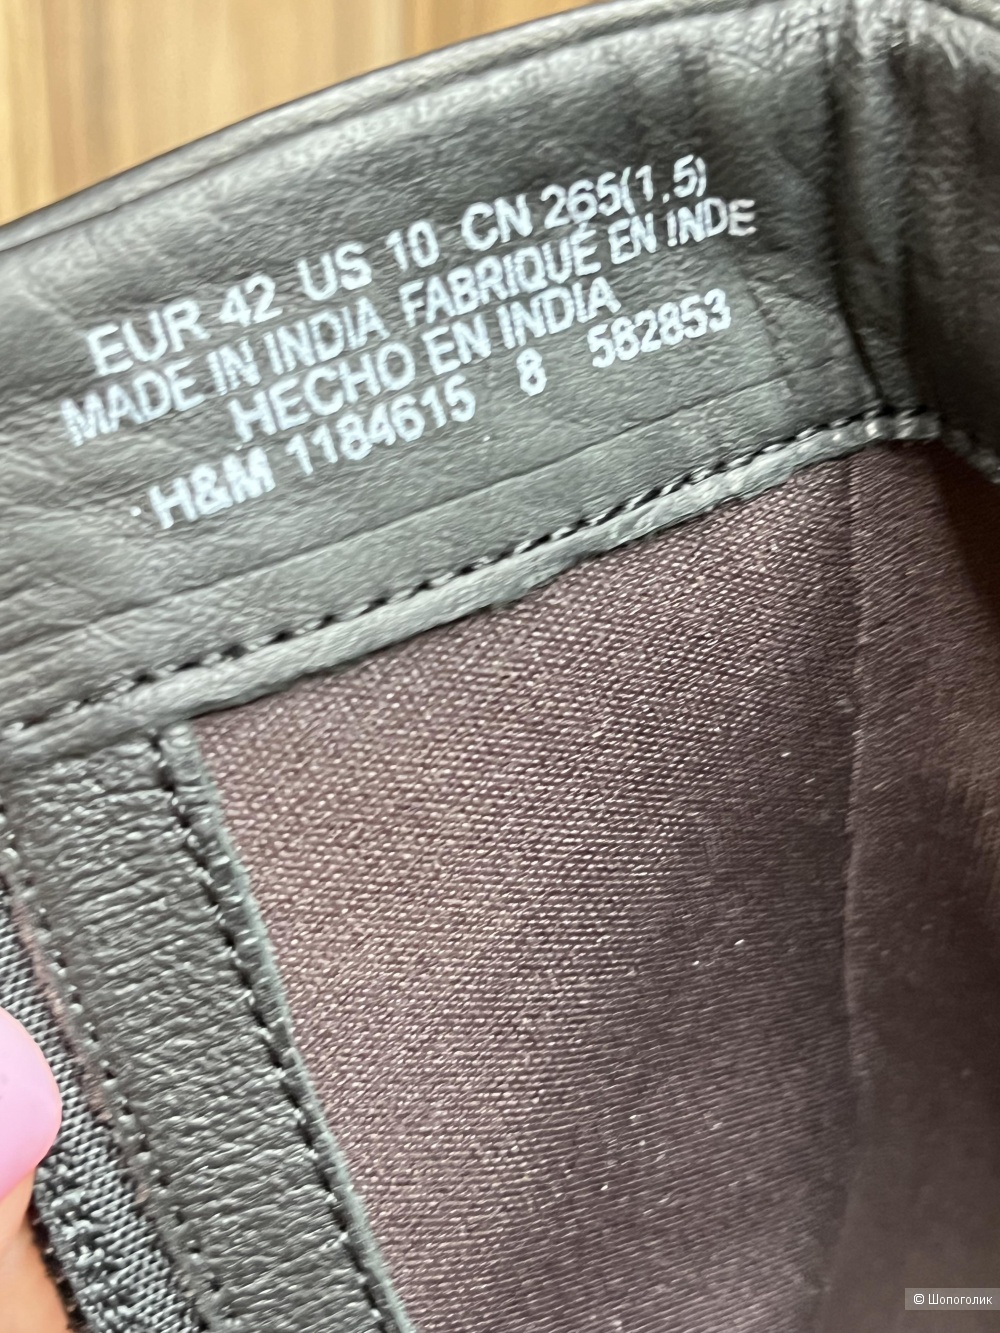 EUR 42 US 10 CN 265(1,5)
MADE IN INDIA FABRIQUÉ EN INDE
HECHO EN INDIA
H&M 1184615 8 582853
© Шопоголик